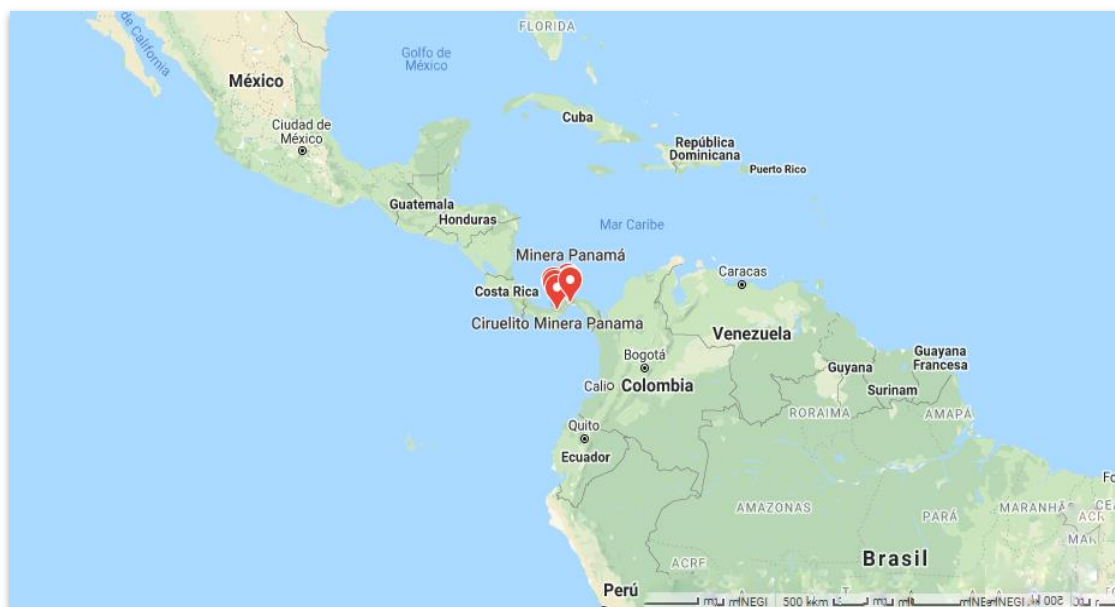 de California
FLORIDA
Golfo de
México
México
Ciudad de
México
Cuba
República
Dominicana
Puerto Rico
Guatemala
Honduras
Mar Caribe
Minera Panamá
Costa Rica
Ciruelito Minera Panama
Caracas
Venezuela
Bogotá
Cali
Colombia
Guyana
Guayana
Francesa
Surinam
RORAIMA
AMAPÁ
Quito
Ecuador
AMAZONAS
PARÁ
MARANHÃO
ACRE
Brasil
Perú
INEGI
500 km